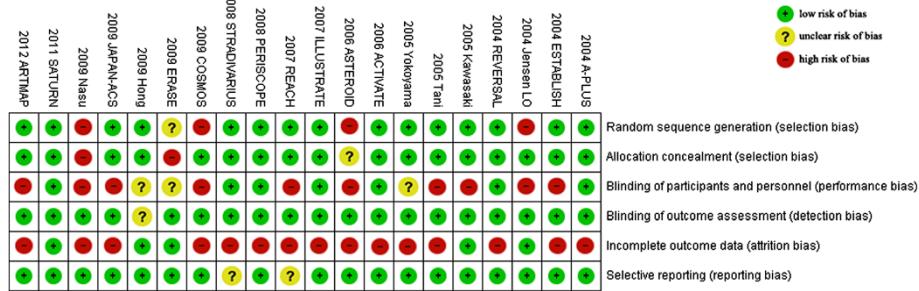 low risk of bias
unclear risk of bias
high risk of bias
2012 ARTMAP
2011 SATURN
2009 Nasu
2009 JAPAN-ACS
2009 Hong
2009 ERASE
2009 COSMOS
008 STRADIVARIUS
2008 PERISCOPE
2007 REACH
2007 ILLUSTRATE
2006 ASTEROID
2006 ACTIVATE
2005 Yokoyama
2005 Tani
2005 Kawasaki
2004 REVERSAL
2004 Jensen LO
2004 ESTABLISH
2004 A-PLUS
+ + - + + ? - + + + + - + + + + + - + + Random sequence generation (selection bias)
+ + - + + - + + + + + ? + + + + + + + + Allocation concealment (selection bias)
- + - - ? ? - + + - + - + ? - - + - - + Blinding of participants and personnel (performance bias)
+ + + + ? + + + + + + + + + + + + + + + Blinding of outcome assessment (detection bias)
- + - - + + - - - - - - - - - + - + - - Incomplete outcome data (attrition bias)
+ + + + + + + ? + ? + + + + + + + + + + Selective reporting (reporting bias)